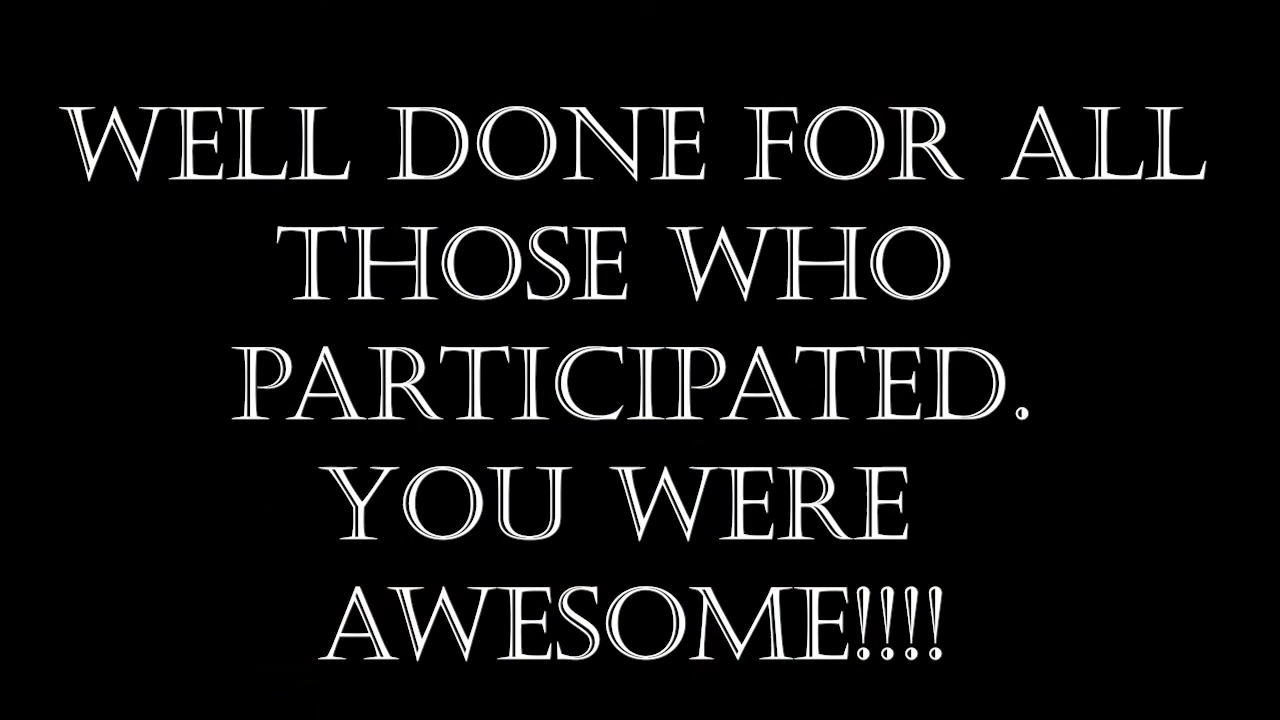 WELL DONE FOR ALL
THOSE WHO
PARTICIPATED.
YOU WERE
AWESOME!!!!